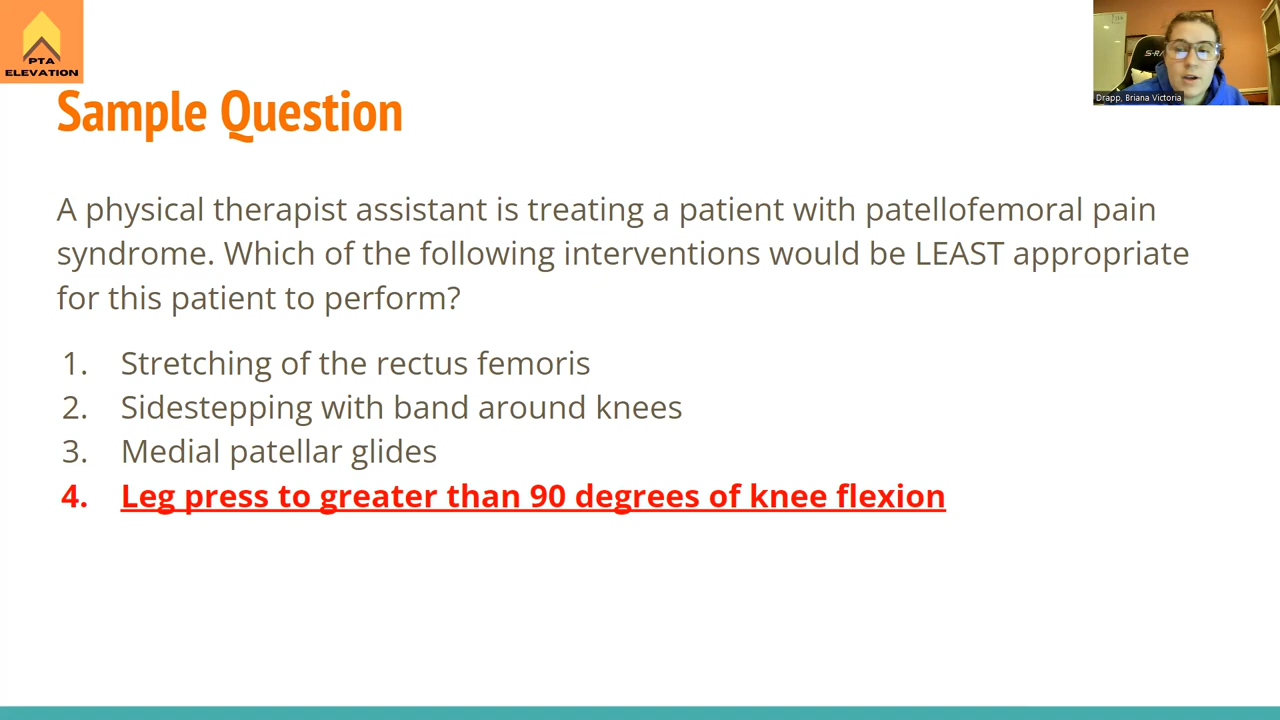 PTA
ELEVATION
Sample Question
Drapp, Briana Victoria
A physical therapist assistant is treating a patient with patellofemoral pain
syndrome. Which of the following interventions would be LEAST appropriate
for this patient to perform?
1. Stretching of the rectus femoris
2. Sidestepping with band around knees
3. Medial patellar glides
4. Leg press to greater than 90 degrees of knee flexion